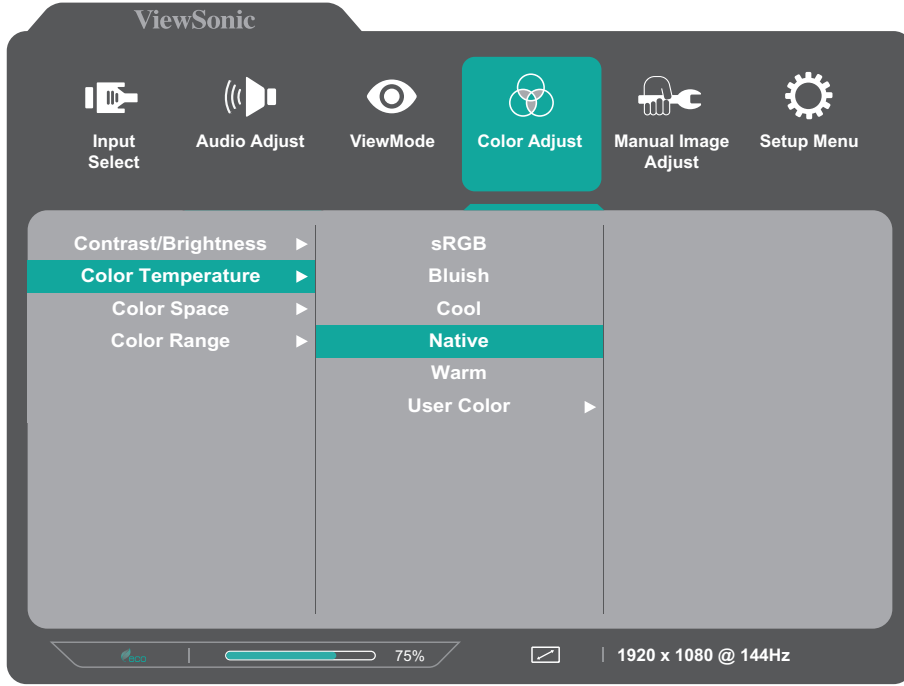 ViewSonic
Input Select
Audio Adjust
ViewMode
Color Adjust
Manual Image Adjust
Setup Menu
Contrast/Brightness
Color Temperature
Color Space
Color Range
sRGB
Bluish
Cool
Native
Warm
User Color
eco
75%
1920 x 1080 @ 144Hz